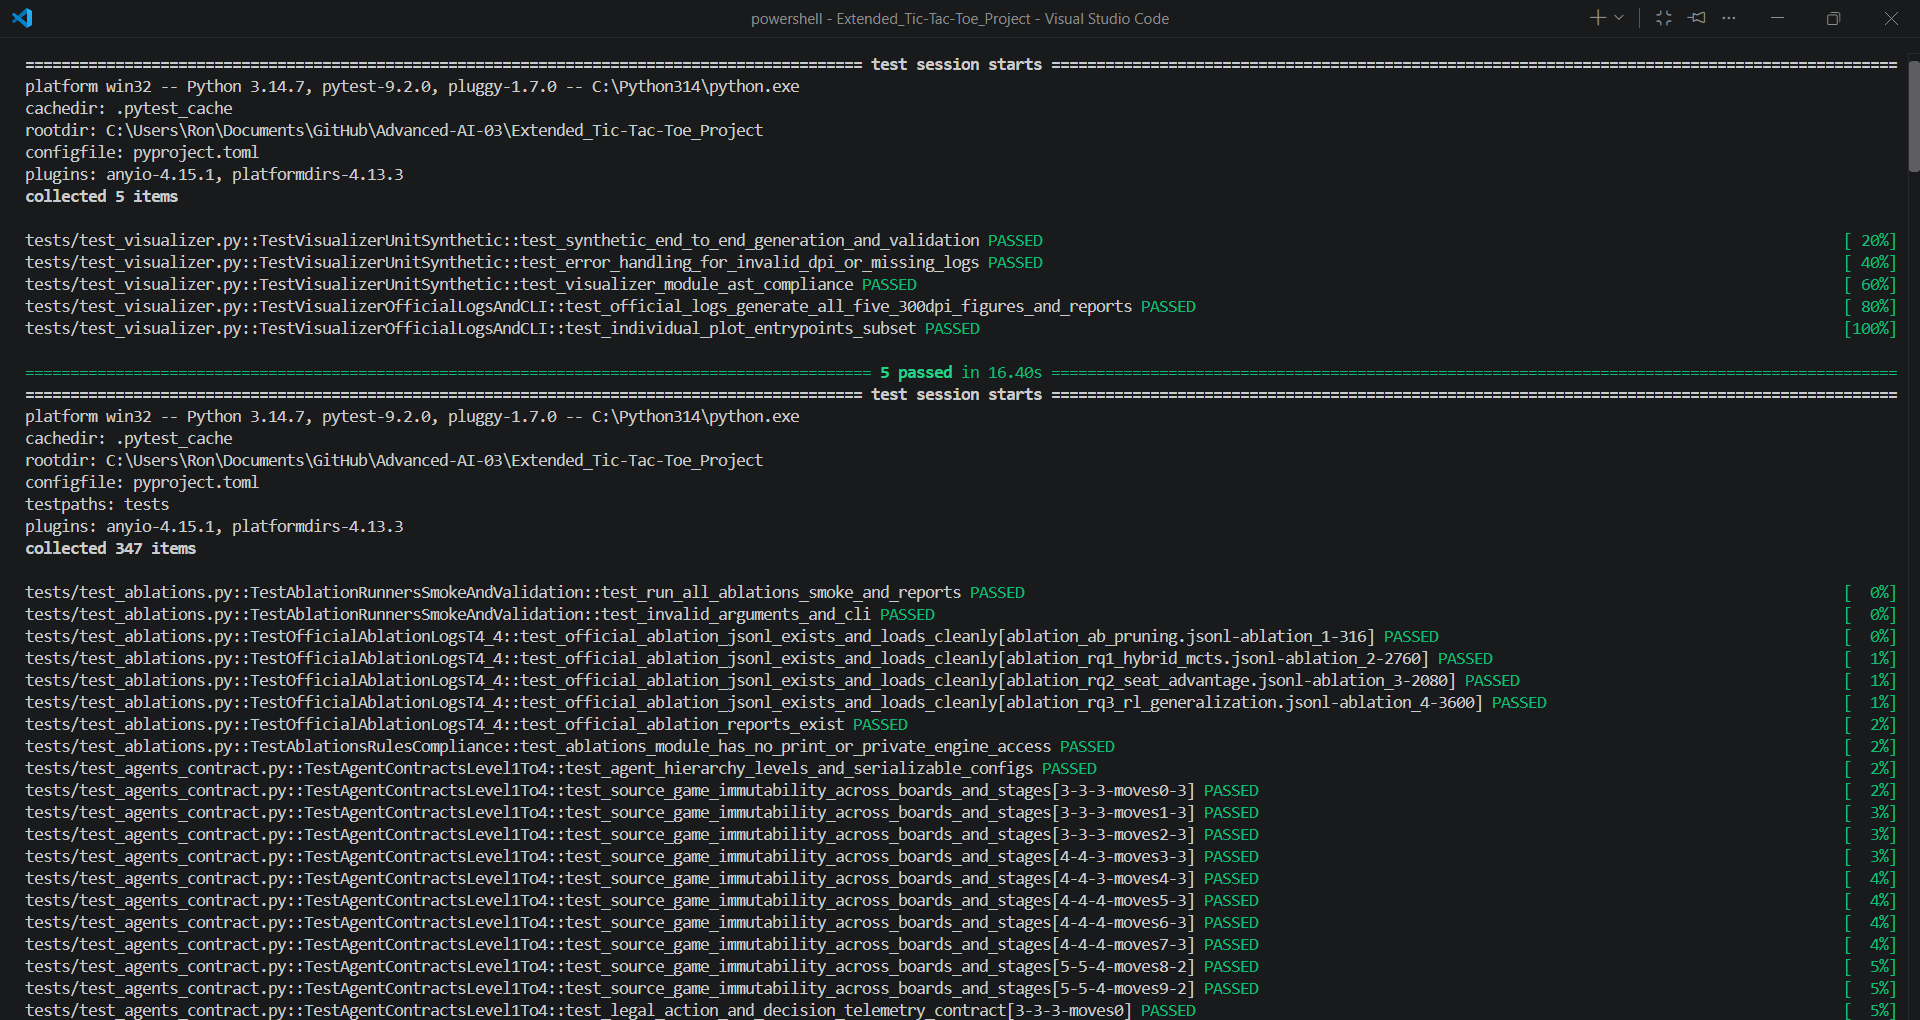 powershell - Extended_Tic-Tac-Toe_Project - Visual Studio Code
============================================================================================= test session starts ==============================================================================================
platform win32 -- Python 3.14.7, pytest-9.2.0, pluggy-1.7.0 -- C:\Python314\python.exe
cachedir: .pytest_cache
rootdir: C:\Users\Ron\Documents\GitHub\Advanced-AI-03\Extended_Tic-Tac-Toe_Project
configfile: pyproject.toml
plugins: anyio-4.15.1, platformdirs-4.13.3
collected 5 items
tests/test_visualizer.py::TestVisualizerUnitSynthetic::test_synthetic_end_to_end_generation_and_validation PASSED [ 20%]
tests/test_visualizer.py::TestVisualizerUnitSynthetic::test_error_handling_for_invalid_dpi_or_missing_logs PASSED [ 40%]
tests/test_visualizer.py::TestVisualizerUnitSynthetic::test_visualizer_module_ast_compliance PASSED [ 60%]
tests/test_visualizer.py::TestVisualizerOfficialLogsAndCLI::test_official_logs_generate_all_five_300dpi_figures_and_reports PASSED [ 80%]
tests/test_visualizer.py::TestVisualizerOfficialLogsAndCLI::test_individual_plot_entrypoints_subset PASSED [100%]
============================================================================================== 5 passed in 16.40s ==============================================================================================
============================================================================================= test session starts ==============================================================================================
platform win32 -- Python 3.14.7, pytest-9.2.0, pluggy-1.7.0 -- C:\Python314\python.exe
cachedir: .pytest_cache
rootdir: C:\Users\Ron\Documents\GitHub\Advanced-AI-03\Extended_Tic-Tac-Toe_Project
configfile: pyproject.toml
testpaths: tests
plugins: anyio-4.15.1, platformdirs-4.13.3
collected 347 items
tests/test_ablations.py::TestAblationRunnersSmokeAndValidation::test_run_all_ablations_smoke_and_reports PASSED [  0%]
tests/test_ablations.py::TestAblationRunnersSmokeAndValidation::test_invalid_arguments_and_cli PASSED [  0%]
tests/test_ablations.py::TestOfficialAblationLogsT4_4::test_official_ablation_jsonl_exists_and_loads_cleanly[ablation_ab_pruning.jsonl-ablation_1-316] PASSED [  0%]
tests/test_ablations.py::TestOfficialAblationLogsT4_4::test_official_ablation_jsonl_exists_and_loads_cleanly[ablation_rq1_hybrid_mcts.jsonl-ablation_2-2760] PASSED [  1%]
tests/test_ablations.py::TestOfficialAblationLogsT4_4::test_official_ablation_jsonl_exists_and_loads_cleanly[ablation_rq2_seat_advantage.jsonl-ablation_3-2080] PASSED [  1%]
tests/test_ablations.py::TestOfficialAblationLogsT4_4::test_official_ablation_jsonl_exists_and_loads_cleanly[ablation_rq3_rl_generalization.jsonl-ablation_4-3600] PASSED [  1%]
tests/test_ablations.py::TestOfficialAblationLogsT4_4::test_official_ablation_reports_exist PASSED [  2%]
tests/test_ablations.py::TestAblationsRulesCompliance::test_ablations_module_has_no_print_or_private_engine_access PASSED [  2%]
tests/test_agents_contract.py::TestAgentContractsLevel1To4::test_agent_hierarchy_levels_and_serializable_configs PASSED [  2%]
tests/test_agents_contract.py::TestAgentContractsLevel1To4::test_source_game_immutability_across_boards_and_stages[3-3-3-moves0-3] PASSED [  2%]
tests/test_agents_contract.py::TestAgentContractsLevel1To4::test_source_game_immutability_across_boards_and_stages[3-3-3-moves1-3] PASSED [  3%]
tests/test_agents_contract.py::TestAgentContractsLevel1To4::test_source_game_immutability_across_boards_and_stages[3-3-3-moves2-3] PASSED [  3%]
tests/test_agents_contract.py::TestAgentContractsLevel1To4::test_source_game_immutability_across_boards_and_stages[4-4-3-moves3-3] PASSED [  3%]
tests/test_agents_contract.py::TestAgentContractsLevel1To4::test_source_game_immutability_across_boards_and_stages[4-4-3-moves4-3] PASSED [  4%]
tests/test_agents_contract.py::TestAgentContractsLevel1To4::test_source_game_immutability_across_boards_and_stages[4-4-4-moves5-3] PASSED [  4%]
tests/test_agents_contract.py::TestAgentContractsLevel1To4::test_source_game_immutability_across_boards_and_stages[4-4-4-moves6-3] PASSED [  4%]
tests/test_agents_contract.py::TestAgentContractsLevel1To4::test_source_game_immutability_across_boards_and_stages[4-4-4-moves7-3] PASSED [  4%]
tests/test_agents_contract.py::TestAgentContractsLevel1To4::test_source_game_immutability_across_boards_and_stages[5-5-4-moves8-2] PASSED [  5%]
tests/test_agents_contract.py::TestAgentContractsLevel1To4::test_source_game_immutability_across_boards_and_stages[5-5-4-moves9-2] PASSED [  5%]
tests/test_agents_contract.py::TestAgentContractsLevel1To4::test_legal_action_and_decision_telemetry_contract[3-3-3-moves0] PASSED [  5%]